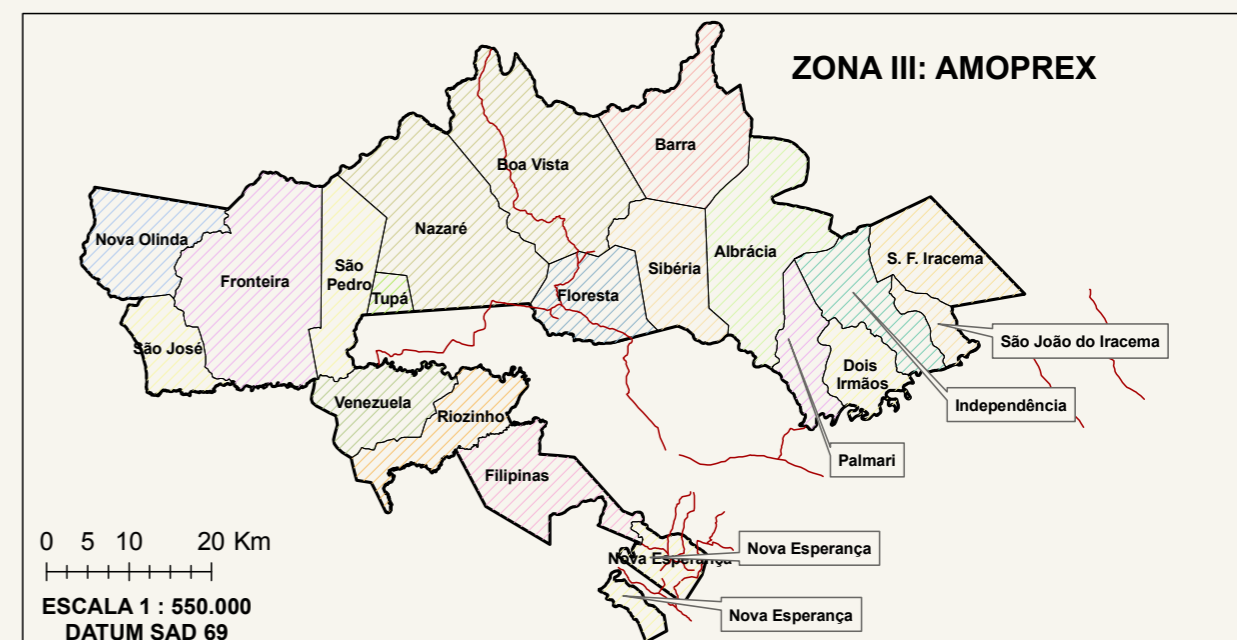 ZONA III: AMOPREX
Barra
Boa Vista
Nazaré
Nova Olinda
Fronteira
São
Pedro
Tupá
Floresta
Sibéria
Albrácia
S. F. Iracema
São José
São João do Iracema
Dois
Irmãos
Independência
Venezuela
Riozinho
Palmari
Filipinas
Nova Esperança
Nova Esperança
Nova Esperança
0 5 10 20 Km
ESCALA 1 : 550.000
DATUM SAD 69